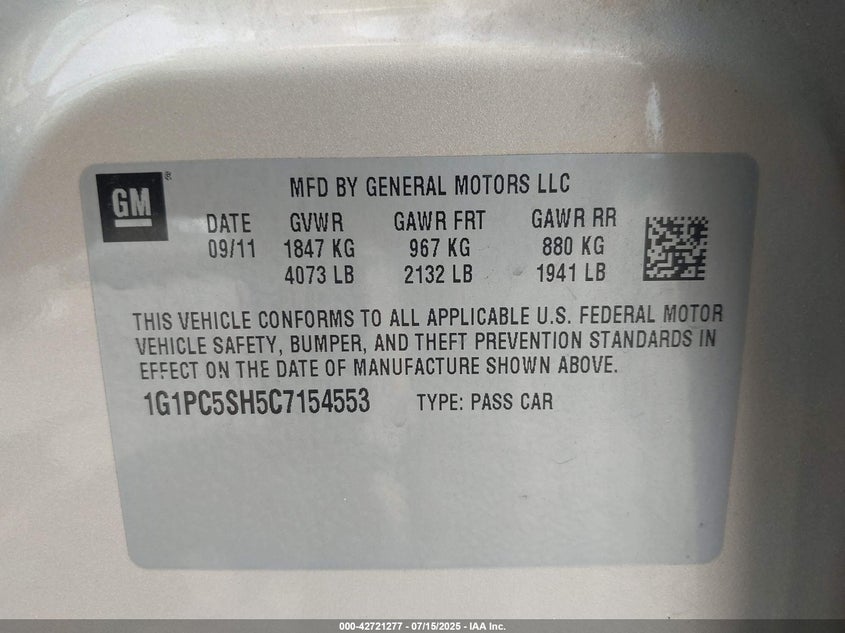 GM ®
MFD BY GENERAL MOTORS LLC
DATE GVWR GAWR FRT GAWR RR
09/11 1847 KG 967 KG 880 KG
4073 LB 2132 LB 1941 LB
THIS VEHICLE CONFORMS TO ALL APPLICABLE U.S. FEDERAL MOTOR
VEHICLE SAFETY, BUMPER, AND THEFT PREVENTION STANDARDS IN
EFFECT ON THE DATE OF MANUFACTURE SHOWN ABOVE.
1G1PC5SH5C7154553 TYPE: PASS CAR
000-42721277 - 07/15/2025 - IAA Inc.